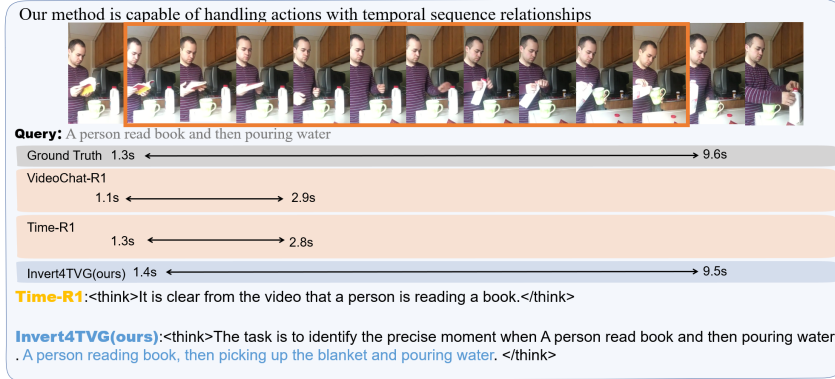 Our method is capable of handling actions with temporal sequence relationships
Query: A person read book and then pouring water
Ground Truth 1.3s 9.6s
VideoChat-R1
1.1s 2.9s
Time-R1
1.3s 2.8s
Invert4TVG(ours) 1.4s 9.5s
Time-R1:<think>It is clear from the video that a person is reading a book.</think>
Invert4TVG(ours):<think>The task is to identify the precise moment when A person read book and then pouring water
. A person reading book, then picking up the blanket and pouring water. </think>